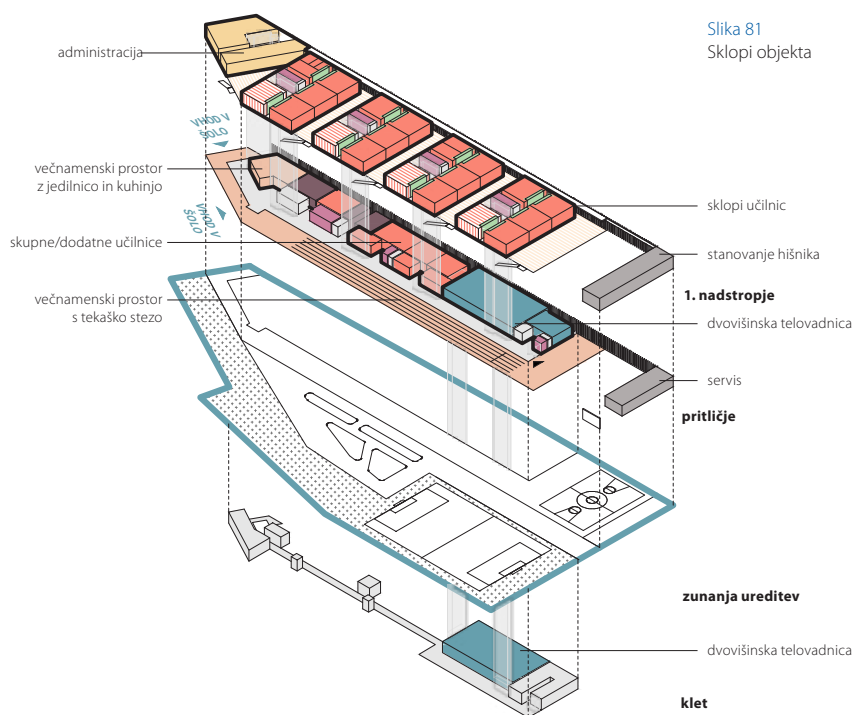 Slika 81
Sklopi objekta
administracija
VHOD V
ŠOLO
večnamenski prostor
z jedilnico in kuhinjo
sklopi učilnic
VHOD V
ŠOLO
skupne/dodatne učilnice
stanovanje hišnika
1. nadstropje
večnamenski prostor
s tekaško stezo
dvovišinska telovadnica
servis
pritličje
zunanja ureditev
dvovišinska telovadnica
klet